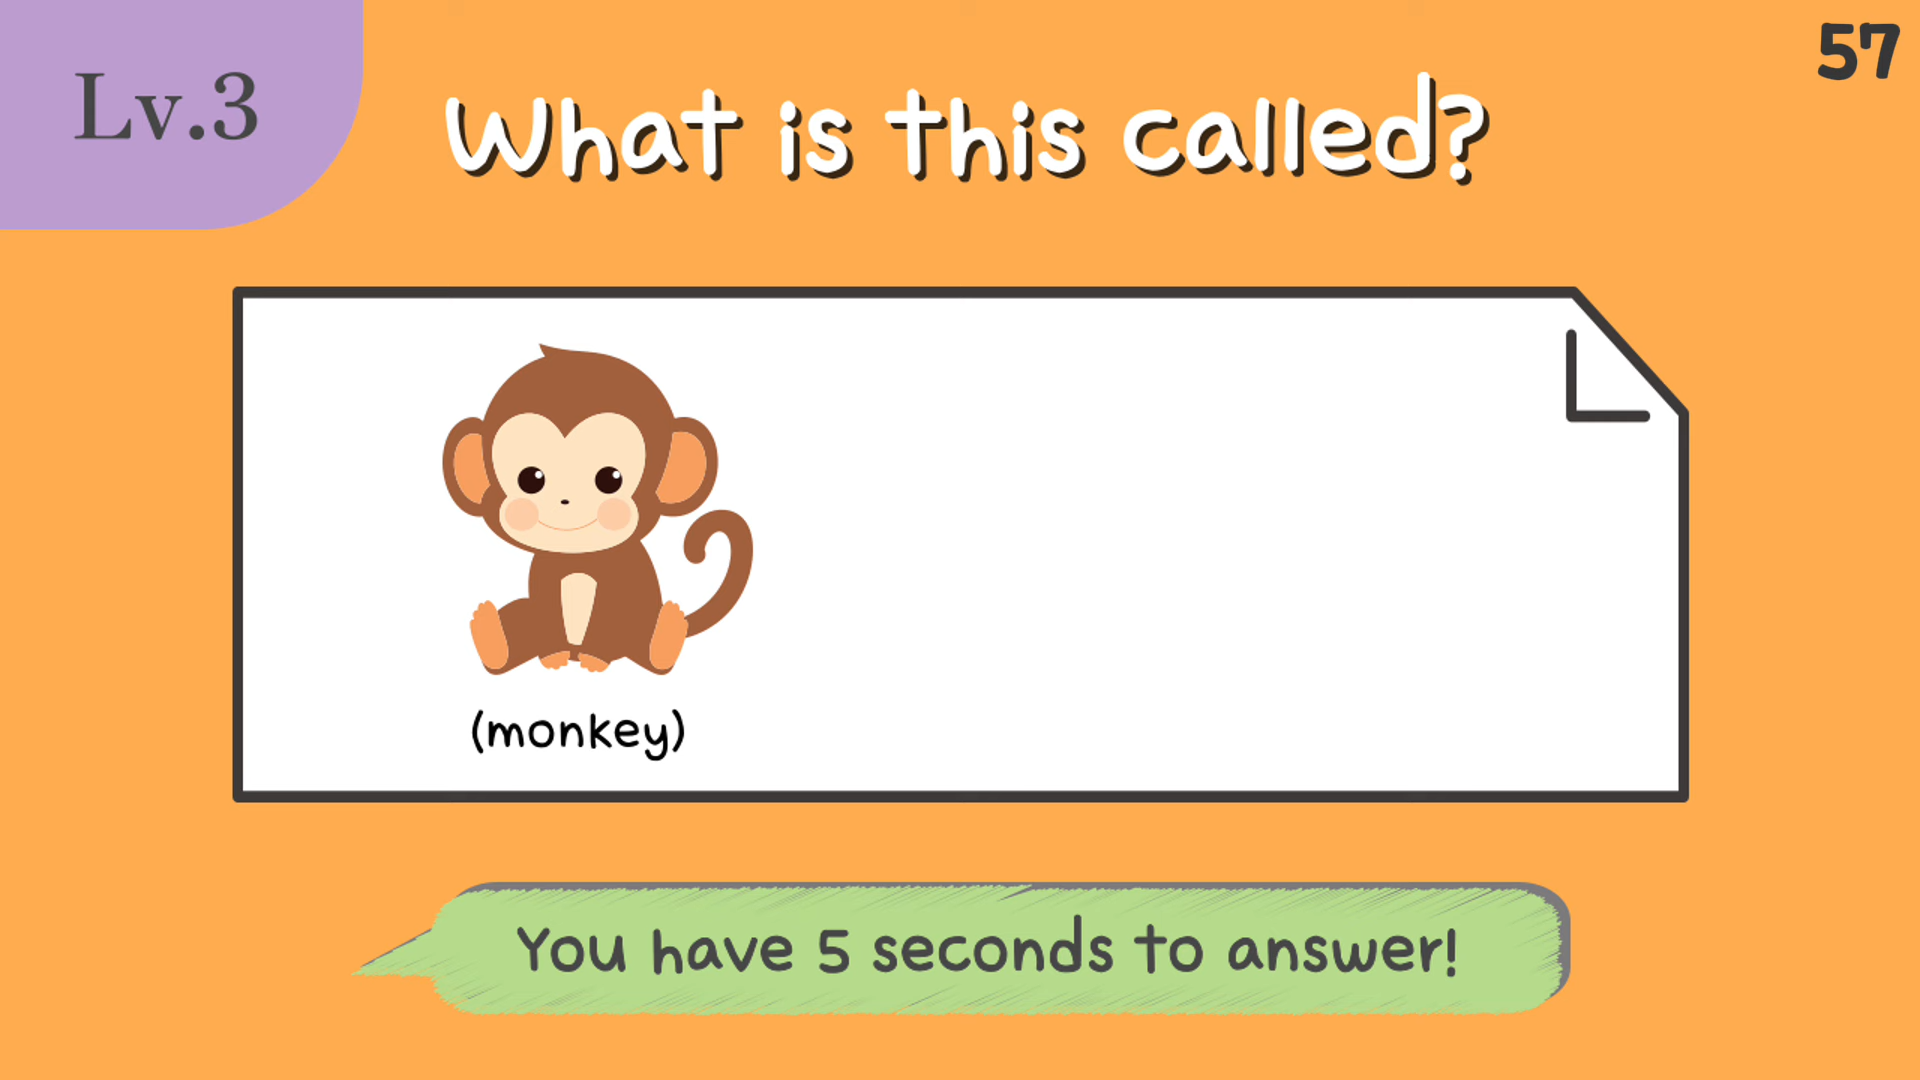 Lv.3
57
What is this called?
(monkey)
You have 5 seconds to answer!